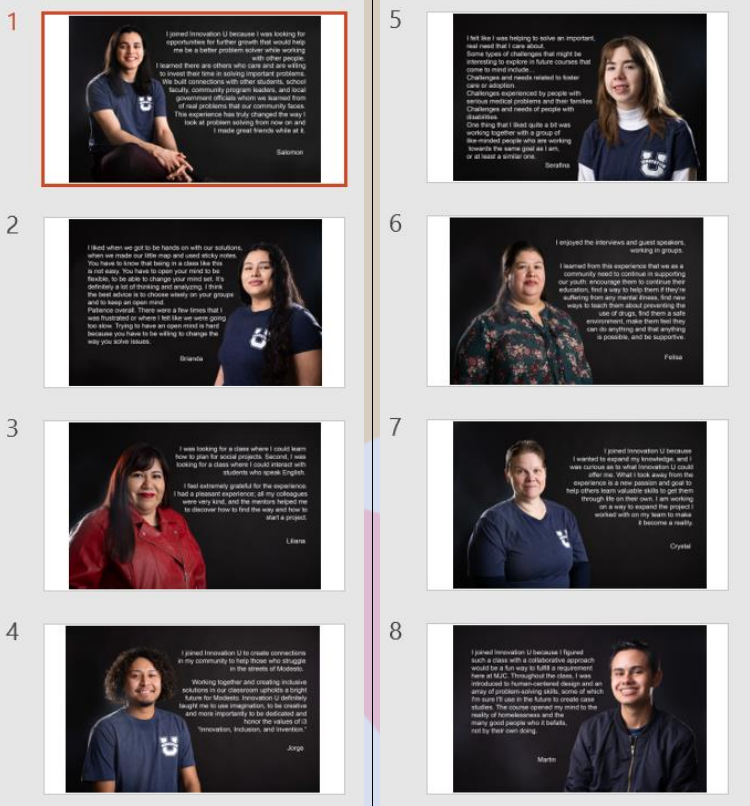 1
I joined Innovation U because I was looking for
opportunities for further growth that would help
me be a better problem solver while working
with other people.
I learned there are others who care and are willing
to invest their time in solving important problems.
We built connections with other students, school
faculty, community program leaders, and local
government officials whom we learned from
of real problems that our community faces.
This experience has truly changed the way I
look at problem solving from now on and
I made great friends while at it.
Salomon
2
I liked when we got to be hands on with our solutions,
when we made our little map and used sticky notes.
You have to know that being in a class like this
is not easy. You have to open your mind to be
flexible, to be able to change your mind set. It's
definitely a lot of thinking and analyzing. I think
the best advice is to choose wisely on your groups
and to keep an open mind.
Patience overall. There were a few times that I
was frustrated or where I felt like we were going
too slow. Trying to have an open mind is hard
because you have to be willing to change the
way you solve issues.
Brianda
3
I was looking for a class where I could learn
how to plan for social projects. Second, I was
looking for a class where I could interact with
students who speak English.
I feel extremely grateful for the experience.
I had a pleasant experience; all my colleagues
were very kind, and the mentors helped me
to discover how to find the way and how to
start a project.
Liliana
4
I joined Innovation U to create connections
in my community to help those who struggle
in the streets of Modesto.
Working together and creating inclusive
solutions in our classroom upholds a bright
future for Modesto. Innovation U definitely
taught me to use imagination, to be creative
and more importantly to be dedicated and
honor the values of i3
"Innovation, Inclusion, and Invention."
Jorge
5
I felt like I was helping to solve an important,
real need that I care about.
Some types of challenges that might be
interesting to explore in future courses that
come to mind include.
Challenges and needs related to foster
care or adoption.
Challenges experienced by people with
serious medical problems and their families
Challenges and needs of people with
disabilities.
One thing that I liked quite a bit was
working together with a group of
like-minded people who are working
towards the same goal as I am,
or at least a similar one.
Serafina
INNOVATION
U
6
I enjoyed the interviews and guest speakers,
working in groups.
I learned from this experience that we as a
community need to continue in supporting
our youth: encourage them to continue their
education, find a way to help them if they're
suffering from any mental illness, find new
ways to teach them about preventing the
use of drugs, find them a safe
environment, make them feel they
can do anything and that anything
is possible, and be supportive.
Felisa
7
I joined Innovation U because
I wanted to expand my knowledge, and I
was curious as to what Innovation U could
offer me. What I took away from the
experience is a new passion and goal to
help others learn valuable skills to get them
through life on their own. I am working
on a way to expand the project I
worked with on my team to make
it become a reality.
Crystal
8
I joined Innovation U because I figured
such a class with a collaborative approach
would be a fun way to fulfill a requirement
here at MJC. Throughout the class, I was
introduced to human-centered design and an
array of problem-solving skills, some of which
I'm sure I'll use in the future to create case
studies. The course opened my mind to the
reality of homelessness and the
many good people who it befalls,
not by their own doing.
Martin